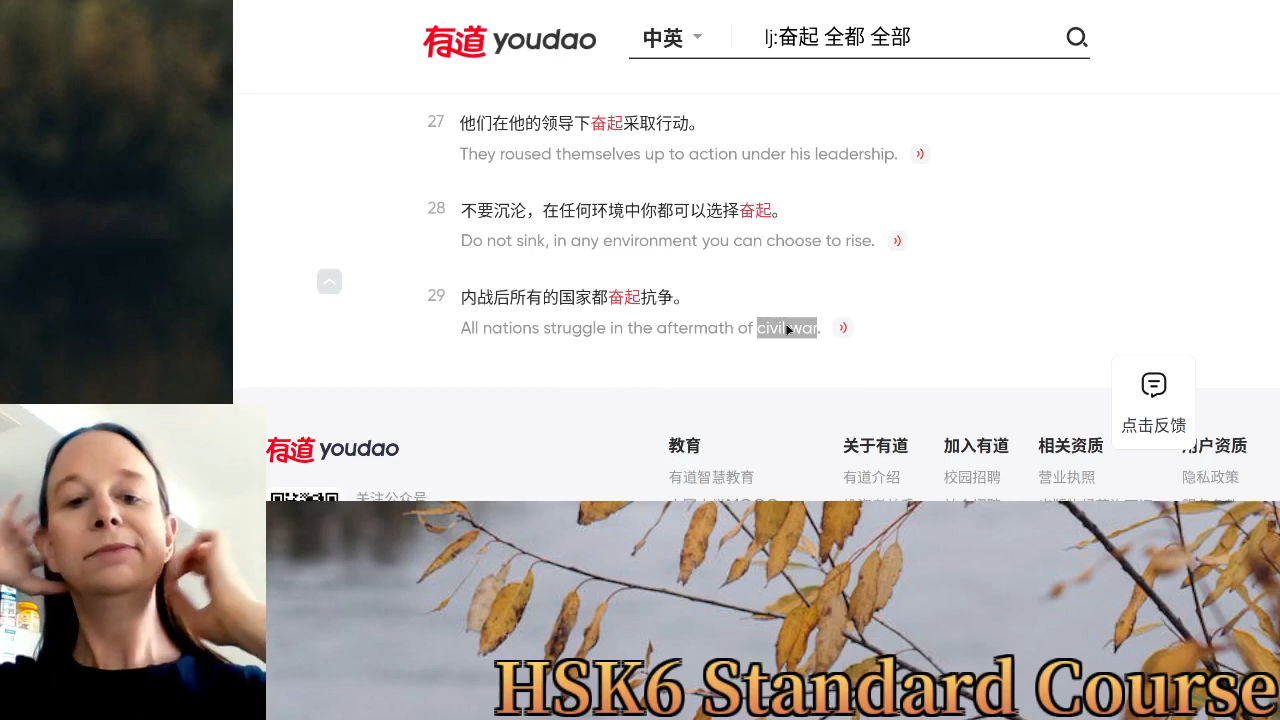 有道 youdao 中英 lj:奋起 全都 全部
27 他们在他的领导下奋起采取行动。
They roused themselves up to action under his leadership.
28 不要沉沦，在任何环境中你都可以选择奋起。
Do not sink, in any environment you can choose to rise.
29 内战后所有的国家都奋起抗争。
All nations struggle in the aftermath of civil war.
点击反馈
有道 youdao 教育 关于有道 加入有道 相关资质 用户资质
有道智慧教育 有道介绍 校园招聘 营业执照 隐私政策
关注公众号
HSK6 Standard Course